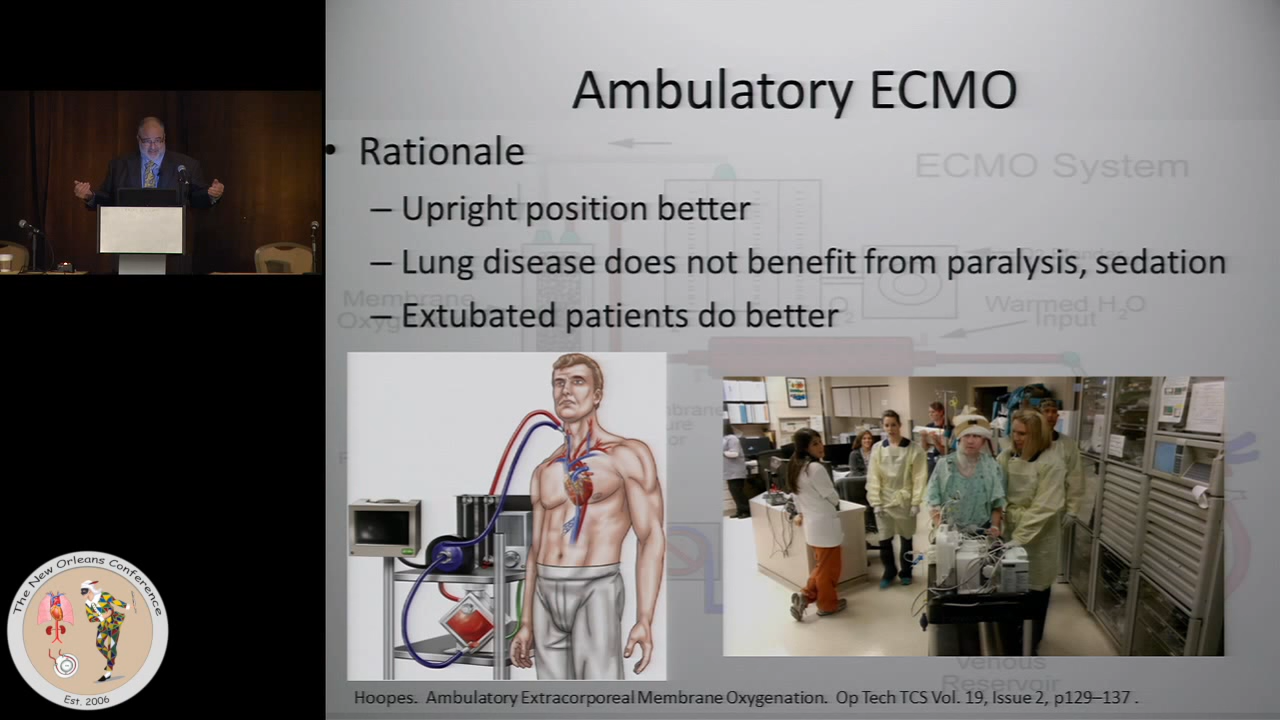 Ambulatory ECMO
• Rationale
– Upright position better
– Lung disease does not benefit from paralysis, sedation
– Extubated patients do better
ECMO System
Membrane
Warmed H2O
Input
Venous
Reservoir
Hoopes. Ambulatory Extracorporeal Membrane Oxygenation. Op Tech TCS Vol. 19, Issue 2, p129–137 .
The New Orleans Conference
Est. 2006